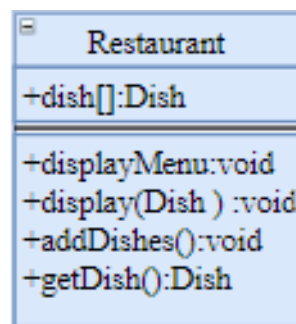 Restaurant
+dish[]:Dish
+displayMenu:void
+display(Dish ) :void
+addDishes():void
+getDish():Dish